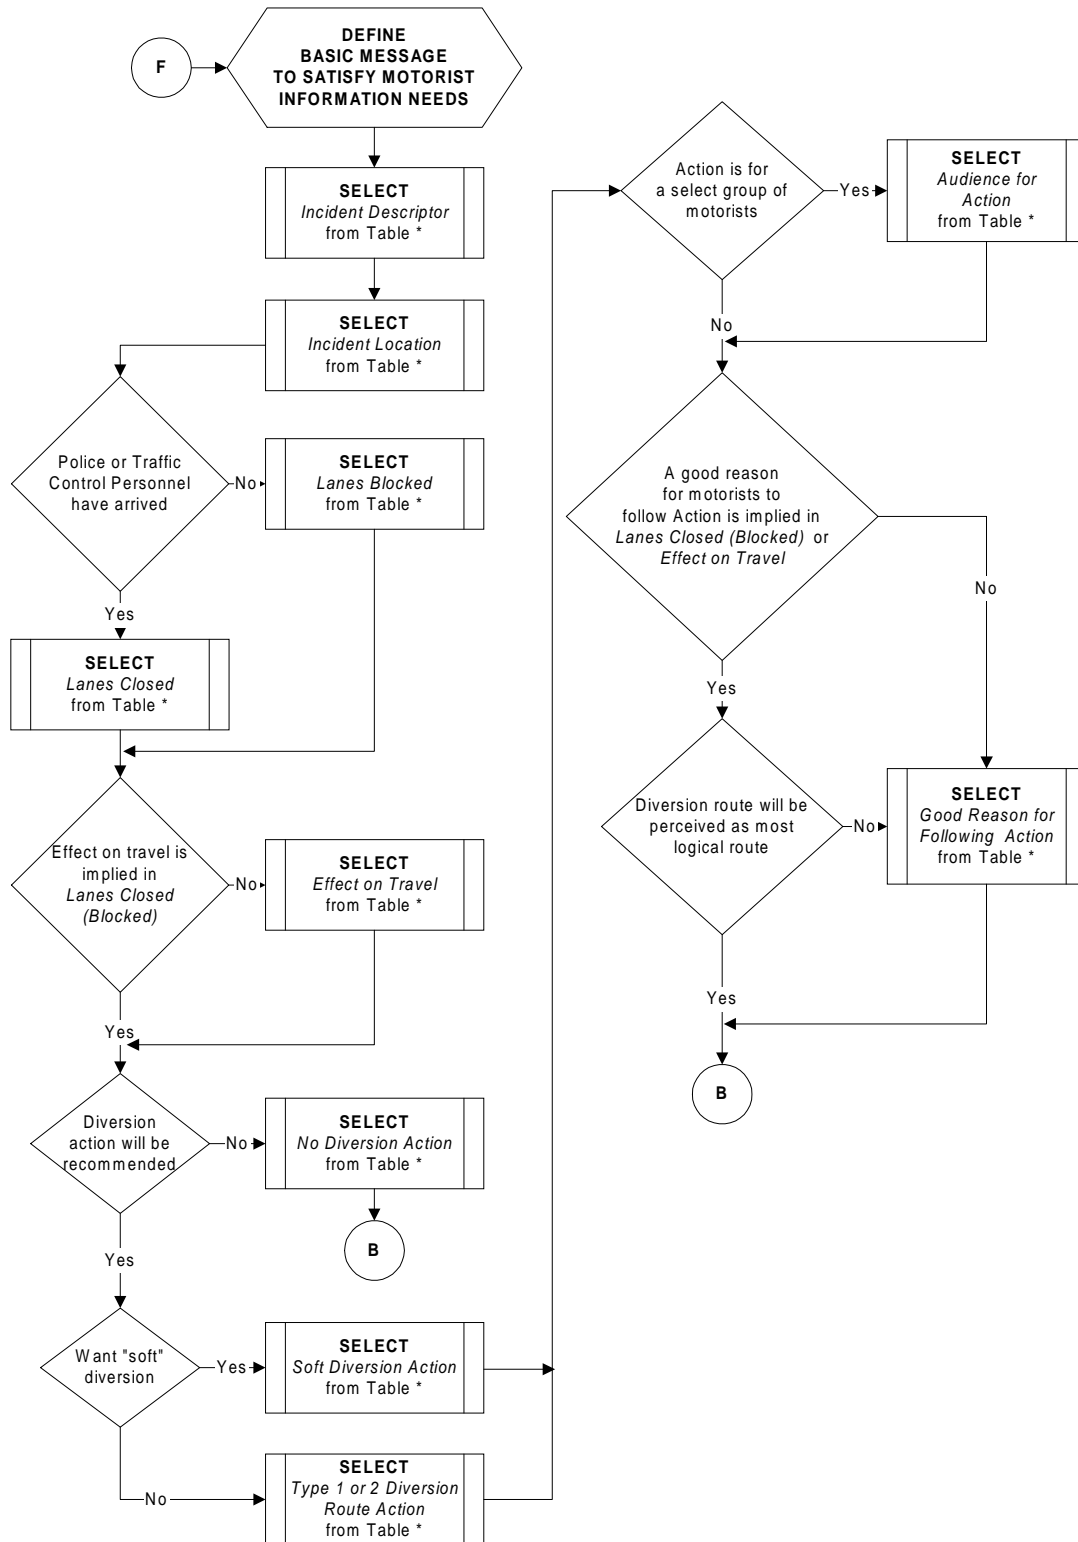 F
DEFINE
BASIC MESSAGE
TO SATISFY MOTORIST
INFORMATION NEEDS
SELECT
Incident Descriptor
from Table *
SELECT
Incident Location
from Table *
Police or Traffic
Control Personnel
have arrived
No
SELECT
Lanes Blocked
from Table *
Yes
SELECT
Lanes Closed
from Table *
Effect on travel is
implied in
Lanes Closed
(Blocked)
No
SELECT
Effect on Travel
from Table *
Yes
Diversion
action will be
recommended
No
SELECT
No Diversion Action
from Table *
B
Yes
Want "soft"
diversion
Yes
SELECT
Soft Diversion Action
from Table *
No
SELECT
Type 1 or 2 Diversion
Route Action
from Table *
Action is for
a select group of
motorists
Yes
SELECT
Audience for
Action
from Table *
No
A good reason
for motorists to
follow Action is implied in
Lanes Closed (Blocked) or
Effect on Travel
No
Yes
Diversion route will be
perceived as most
logical route
No
SELECT
Good Reason for
Following Action
from Table *
Yes
B